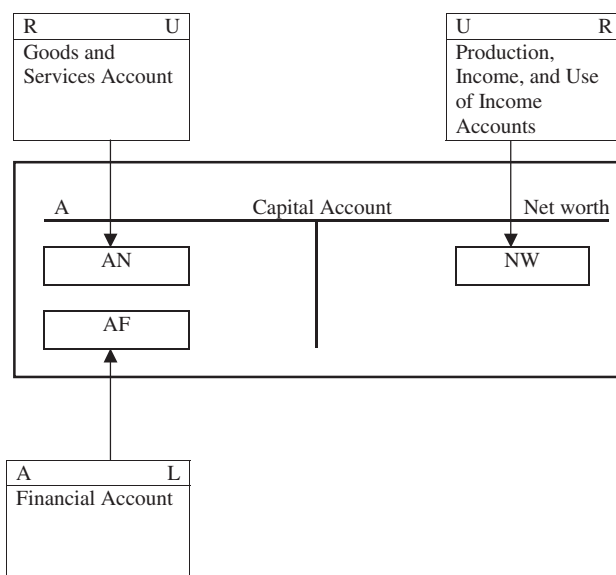 R U
Goods and
Services Account
U R
Production,
Income, and Use
of Income
Accounts
A Capital Account Net worth
AN NW
AF
A L
Financial Account